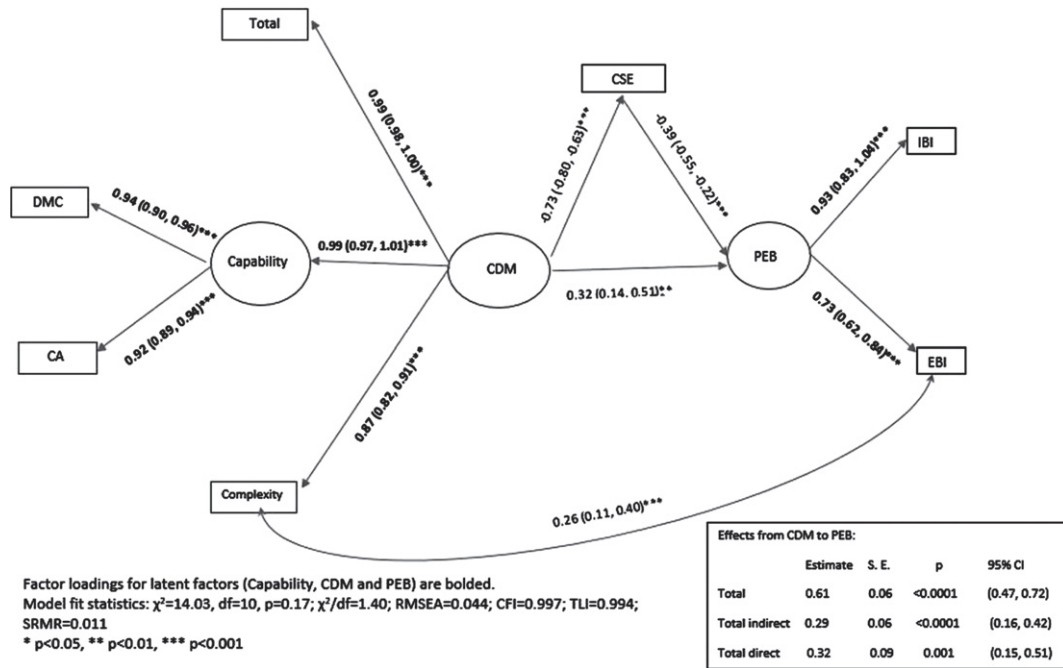 Total
CSE
0.99 (0.98, 1.00)***
-0.73 (-0.80, -0.63)***
-0.39 (-0.55, -0.22)***
0.93 (0.83, 1.04)***
IBI
DMC
0.94 (0.90, 0.96)***
Capability
0.99 (0.97, 1.01)***
CDM
PEB
0.32 (0.14. 0.51)**
0.92 (0.89, 0.94)***
CA
0.73 (0.62, 0.84)***
EBI
0.87 (0.82, 0.91)***
Complexity
0.26 (0.11, 0.40)***
Factor loadings for latent factors (Capability, CDM and PEB) are bolded.
Model fit statistics: χ²=14.03, df=10, p=0.17; χ²/df=1.40; RMSEA=0.044; CFI=0.997; TLI=0.994;
SRMR=0.011
* p<0.05, ** p<0.01, *** p<0.001
Effects from CDM to PEB:
Estimate S. E. p 95% CI
Total 0.61 0.06 <0.0001 (0.47, 0.72)
Total indirect 0.29 0.06 <0.0001 (0.16, 0.42)
Total direct 0.32 0.09 0.001 (0.15, 0.51)